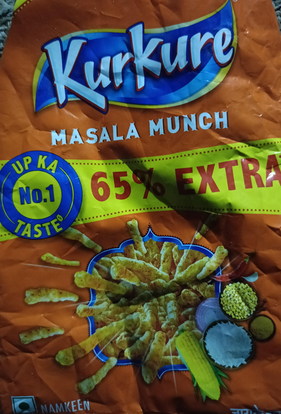 Kurkure
MASALA MUNCH
UP KA
No.1
TASTE◊
65% EXTRA
NAMKEEN